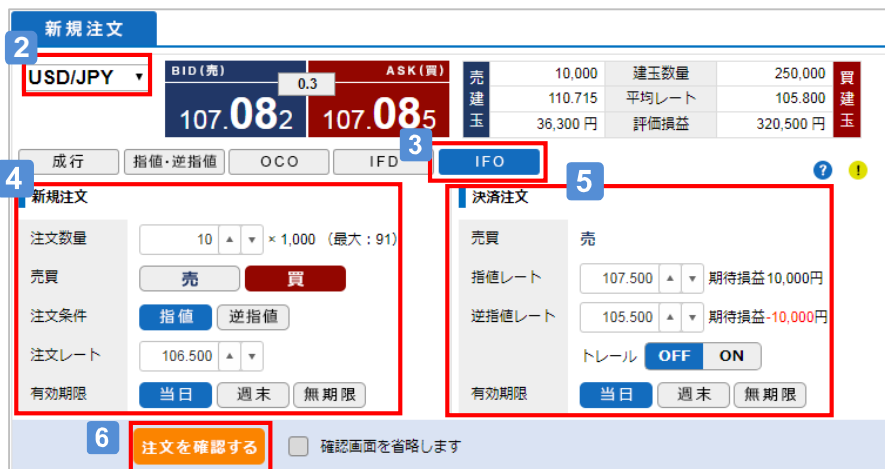 新規注文
2
USD/JPY ▼
BID(売) 0.3 ASK(買)
107.082 107.085
売建玉 10,000 建玉数量 250,000 買建玉
110.715 平均レート 105.800
36,300 円 評価損益 320,500 円
3
成行 指値・逆指値 OCO IFD IFO
? !
4 5
新規注文 決済注文
注文数量 10 ▲ ▼ × 1,000 (最大:91) 売買 売
売買 売 買 指値レート 107.500 ▲ ▼ 期待損益10,000円
注文条件 指値 逆指値 逆指値レート 105.500 ▲ ▼ 期待損益-10,000円
注文レート 106.500 ▲ ▼ トレール OFF ON
有効期限 当日 週末 無期限 有効期限 当日 週末 無期限
6
注文を確認する 確認画面を省略します